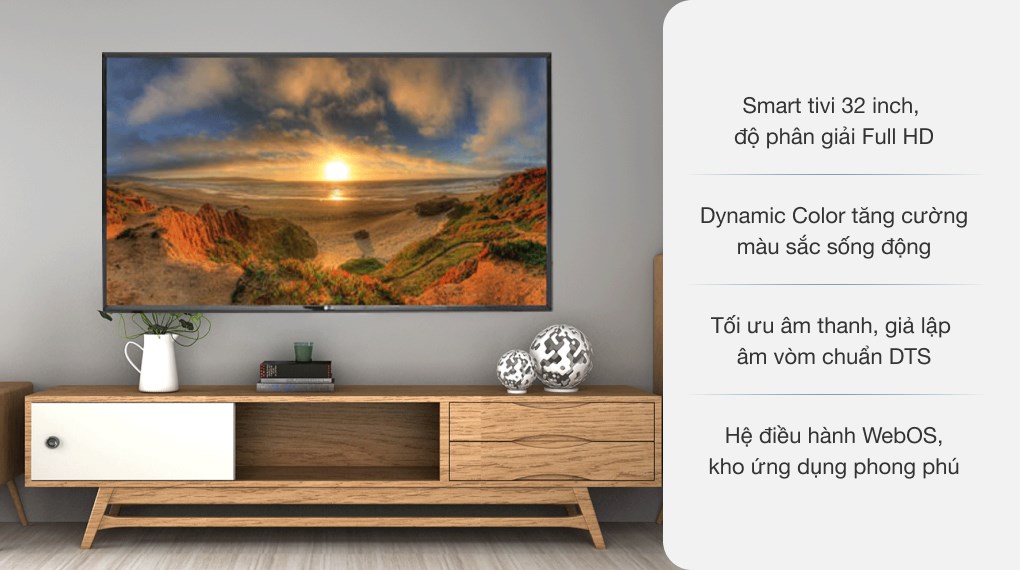 Smart tivi 32 inch,
độ phân giải Full HD
Dynamic Color tăng cường
màu sắc sống động
Tối ưu âm thanh, giả lập
âm vòm chuẩn DTS
Hệ điều hành WebOS,
kho ứng dụng phong phú